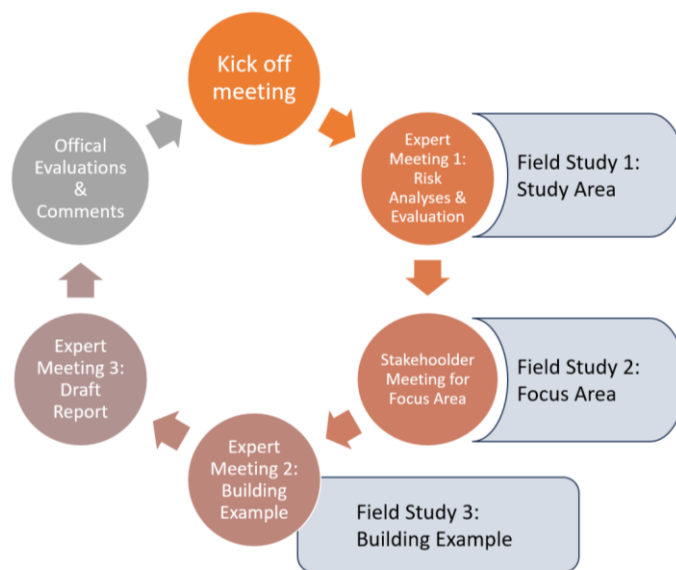 Kick off
meeting
Expert
Meeting 1:
Risk
Analyses &
Evaluation
Field Study 1:
Study Area
Stakehoolder
Meeting for
Focus Area
Field Study 2:
Focus Area
Expert
Meeting 2:
Building
Example
Field Study 3:
Building Example
Expert
Meeting 3:
Draft
Report
Offical
Evaluations
&
Comments